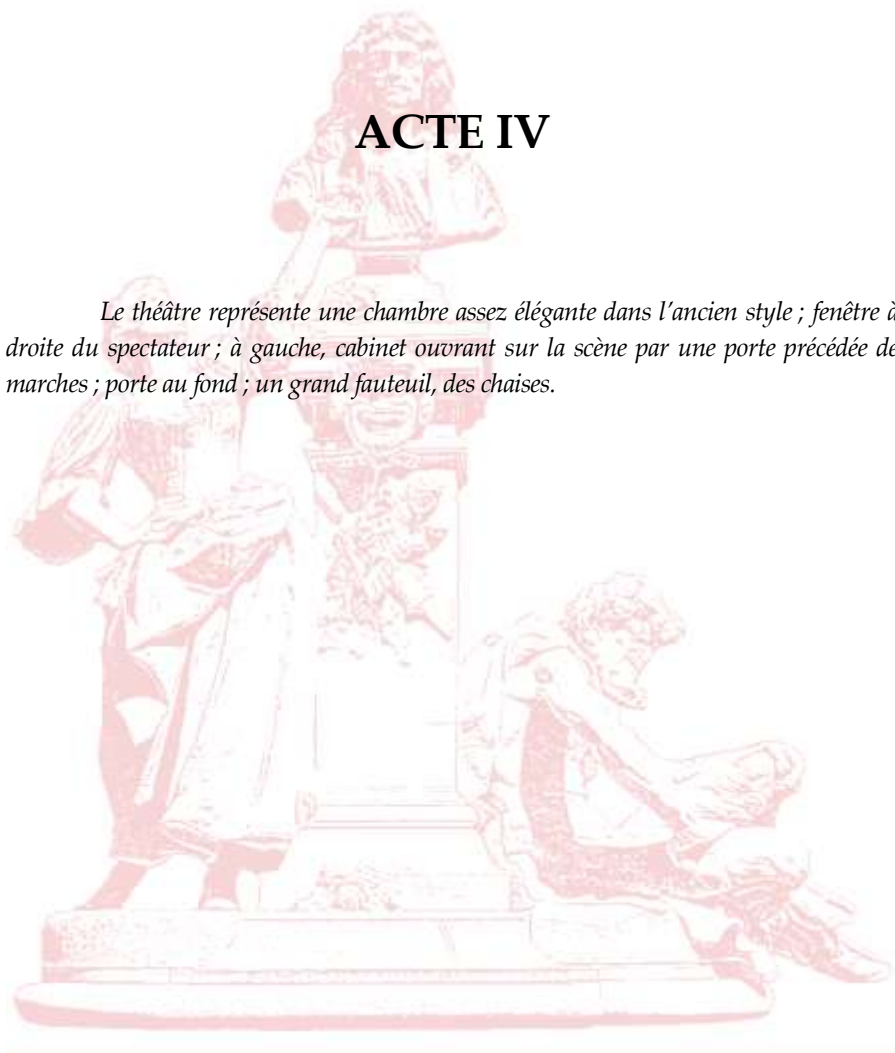 ACTE IV
Le théâtre représente une chambre assez élégante dans l’ancien style ; fenêtre à
droite du spectateur ; à gauche, cabinet ouvrant sur la scène par une porte précédée de
marches ; porte au fond ; un grand fauteuil, des chaises.